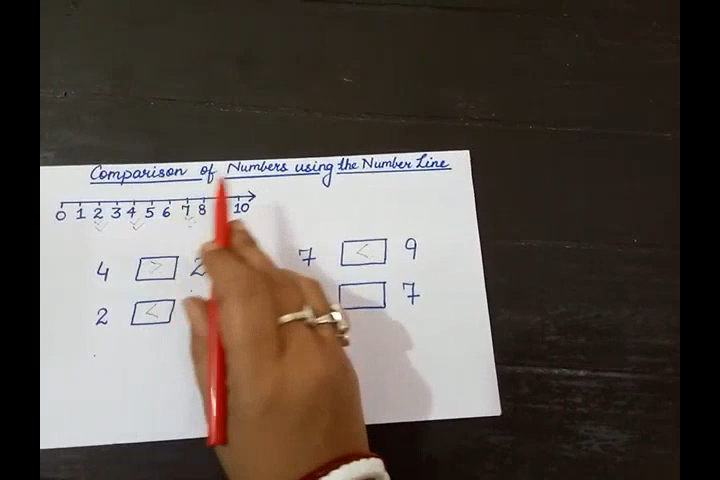 Comparison of Numbers using the Number Line
0 1 2 3 4 5 6 7 8 10
4 > 2 7 < 9
2 < 7